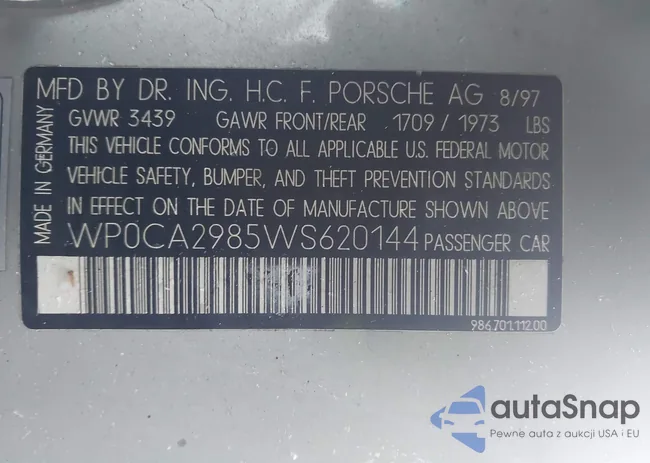 MFD BY DR. ING. H.C. F. PORSCHE AG 8/97
GVWR 3439 GAWR FRONT/REAR 1709 / 1973 LBS
THIS VEHICLE CONFORMS TO ALL APPLICABLE U.S. FEDERAL MOTOR
VEHICLE SAFETY, BUMPER, AND THEFT PREVENTION STANDARDS
IN EFFECT ON THE DATE OF MANUFACTURE SHOWN ABOVE
WP0CA2985WS620144 PASSENGER CAR
MADE IN GERMANY
986.701.112.00
autaSnap
Pewne auta z aukcji USA i EU